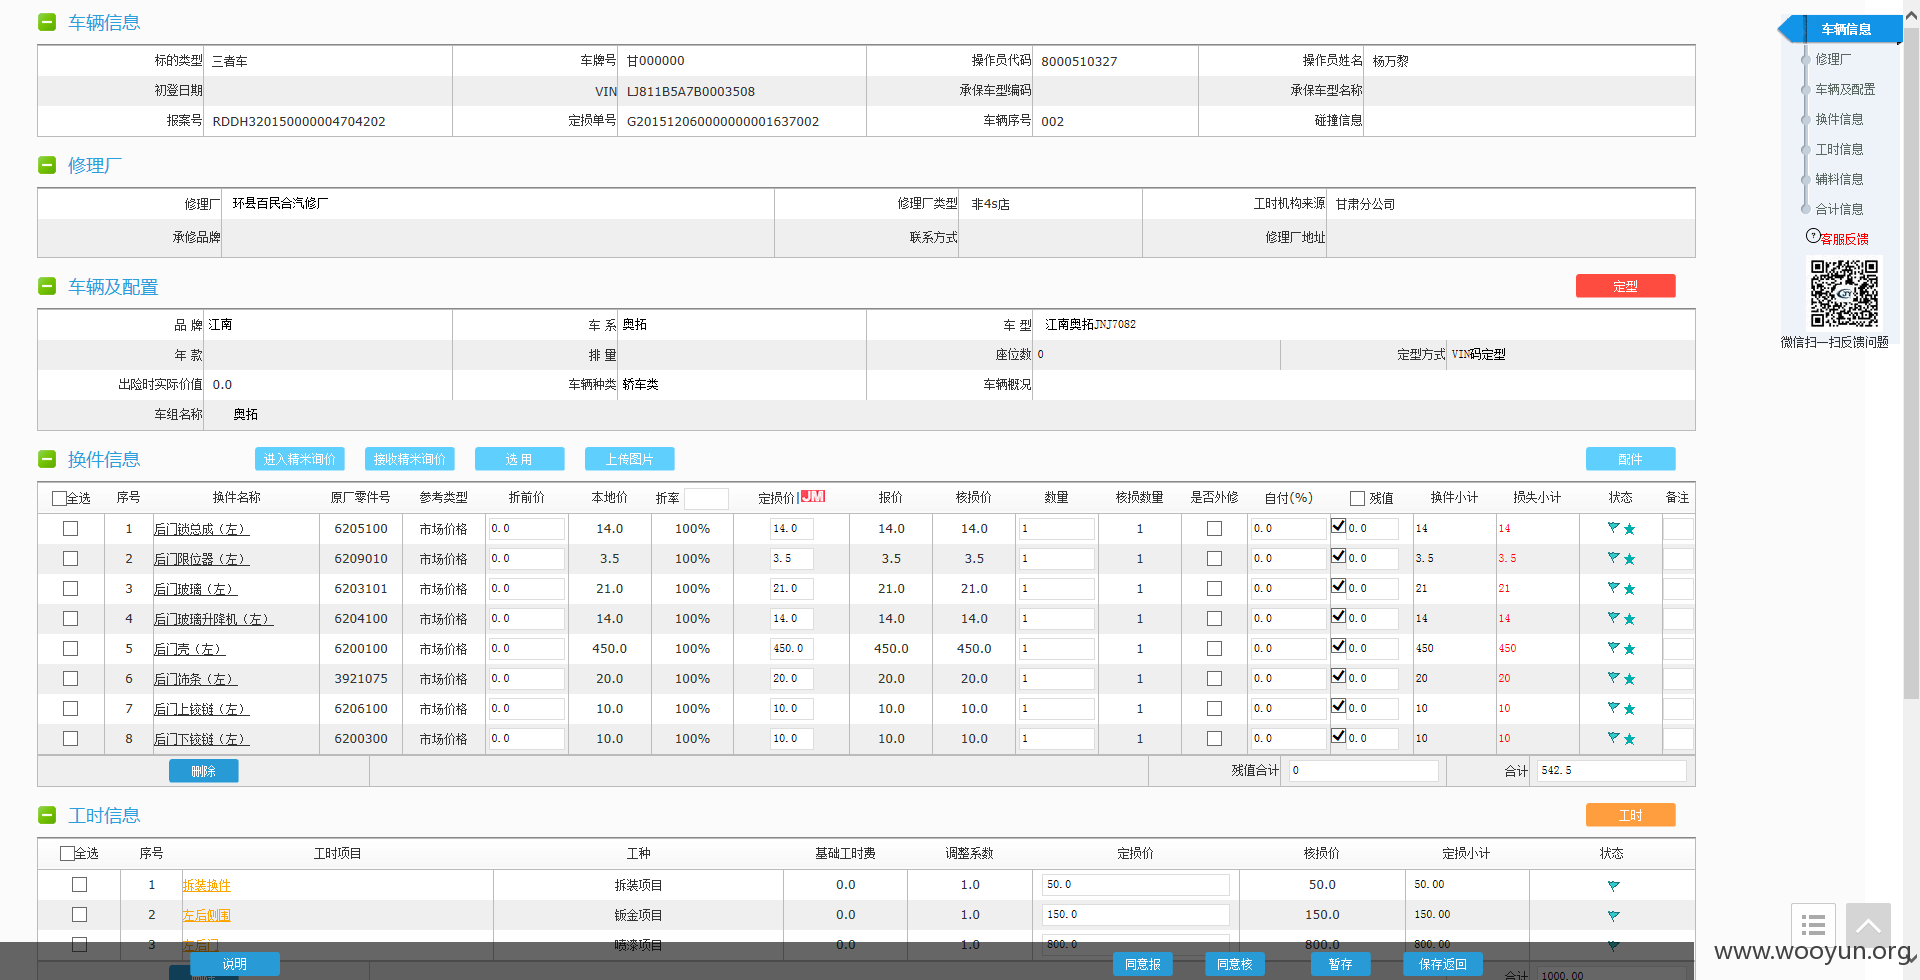 车辆信息
标的类型 三者车 车牌号 甘000000 操作员代码 8000510327 操作员姓名 杨万黎
初登日期 VIN LJ811B5A7B0003508 承保车型编码 承保车型名称
报案号 RDDH320150000004704202 定损单号 G201512060000000001637002 车辆序号 002 碰撞信息
修理厂
修理厂 环县百民合汽修厂 修理厂类型 非4s店 工时机构来源 甘肃分公司
承修品牌 联系方式 修理厂地址
车辆及配置 定型
品 牌 江南 车 系 奥拓 车 型 江南奥拓JNJ7082
年 款 排 量 座位数 0 定型方式 VIN码定型
出险时实际价值 0.0 车辆种类 轿车类 车辆概况
车组名称 奥拓
换件信息 进入精米询价 接收精米询价 选 用 上传图片 配件
全选 序号 换件名称 原厂零件号 参考类型 折前价 本地价 折率 定损价 JM 报价 核损价 数量 核损数量 是否外修 自付(%) 残值 换件小计 损失小计 状态 备注
1 后门锁总成（左） 6205100 市场价格 0.0 14.0 100% 14.0 14.0 14.0 1 1 0.0 0.0 14 14
2 后门限位器（左） 6209010 市场价格 0.0 3.5 100% 3.5 3.5 3.5 1 1 0.0 0.0 3.5 3.5
3 后门玻璃（左） 6203101 市场价格 0.0 21.0 100% 21.0 21.0 21.0 1 1 0.0 0.0 21 21
4 后门玻璃升降机（左） 6204100 市场价格 0.0 14.0 100% 14.0 14.0 14.0 1 1 0.0 0.0 14 14
5 后门壳（左） 6200100 市场价格 0.0 450.0 100% 450.0 450.0 450.0 1 1 0.0 0.0 450 450
6 后门饰条（左） 3921075 市场价格 0.0 20.0 100% 20.0 20.0 20.0 1 1 0.0 0.0 20 20
7 后门上铰链（左） 6206100 市场价格 0.0 10.0 100% 10.0 10.0 10.0 1 1 0.0 0.0 10 10
8 后门下铰链（左） 6200300 市场价格 0.0 10.0 100% 10.0 10.0 10.0 1 1 0.0 0.0 10 10
删除 残值合计 0 合计 542.5
工时信息 工时
全选 序号 工时项目 工种 基础工时费 调整系数 定损价 核损价 定损小计 状态
1 拆装换件 拆装项目 0.0 1.0 50.0 50.0 50.00
2 左后侧围 钣金项目 0.0 1.0 150.0 150.0 150.00
3 左后门 喷漆项目 0.0 1.0 800.0 800.0 800.00
删除 合计 1000.00
说明 同意报 同意核 暂存 保存返回
车辆信息
修理厂
车辆及配置
换件信息
工时信息
辅料信息
合计信息
?客服反馈
微信扫一扫反馈问题
www.wooyun.org